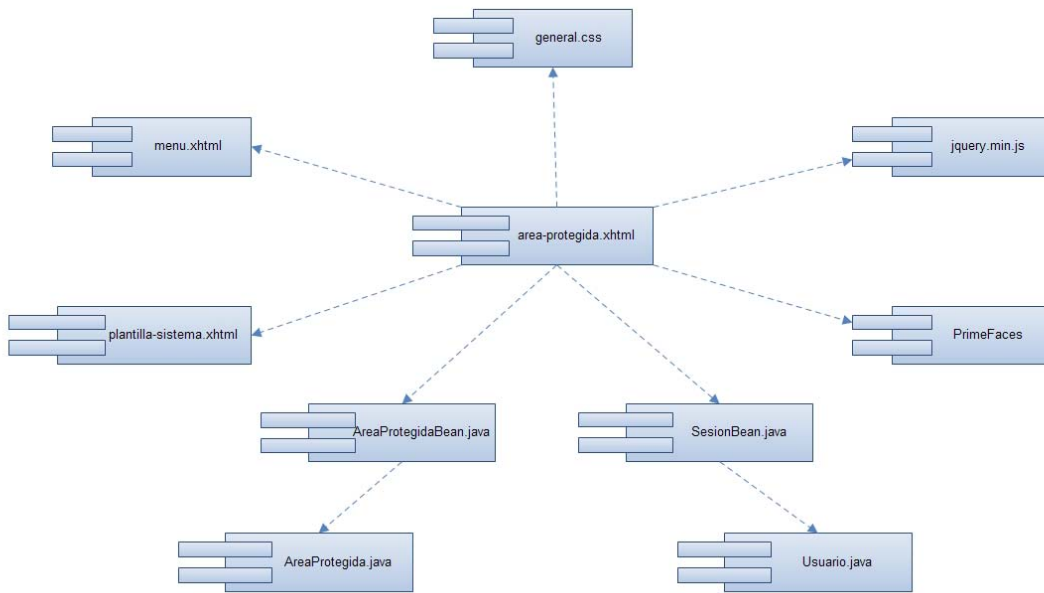 general.css
menu.xhtml
jquery.min.js
area-protegida.xhtml
plantilla-sistema.xhtml
PrimeFaces
AreaProtegidaBean.java
SesionBean.java
AreaProtegida.java
Usuario.java